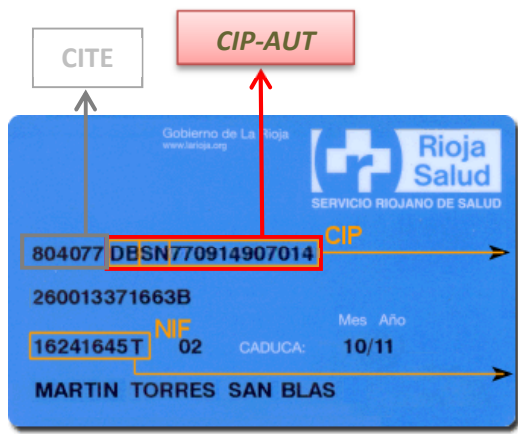 CITE
CIP-AUT
Gobierno de La Rioja
www.larioja.org
Rioja
Salud
SERVICIO RIOJANO DE SALUD
CIP
804077 DBSN770914907014
260013371663B
NIF
Mes Año
16241645T 02 CADUCA: 10/11
MARTIN TORRES SAN BLAS